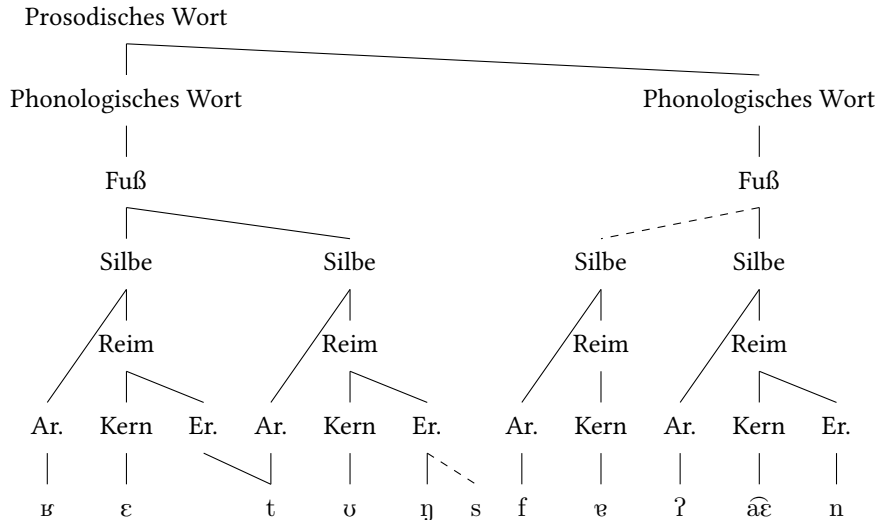 Prosodisches Wort
Phonologisches Wort Phonologisches Wort
Fuß Fuß
Silbe Silbe Silbe Silbe
Reim Reim Reim Reim
Ar. Kern Er. Ar. Kern Er. Ar. Kern Ar. Kern Er.
ʁ ɛ t ʊ ŋ s f ɐ ʔ a͡ɛ n